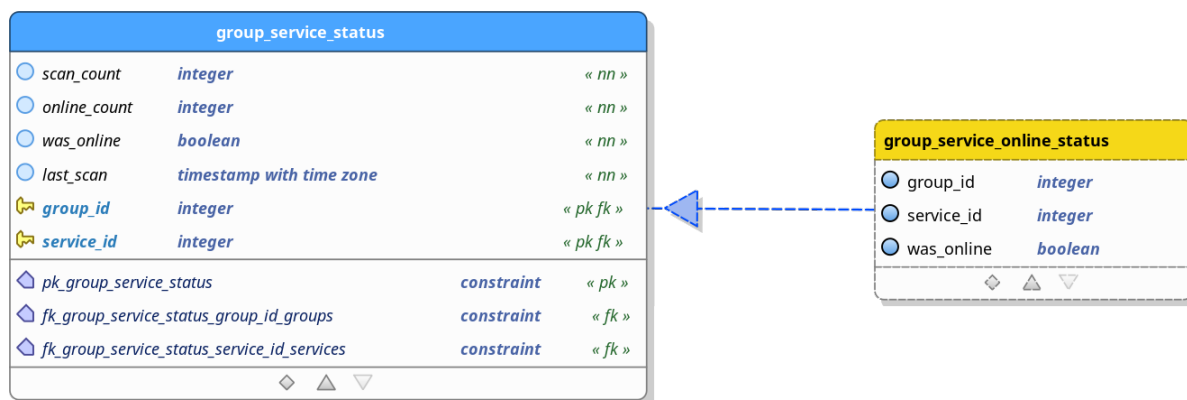 group_service_status
scan_count integer « nn »
online_count integer « nn »
was_online boolean « nn »
last_scan timestamp with time zone « nn »
group_id integer « pk fk »
service_id integer « pk fk »
pk_group_service_status constraint « pk »
fk_group_service_status_group_id_groups constraint « fk »
fk_group_service_status_service_id_services constraint « fk »
group_service_online_status
group_id integer
service_id integer
was_online boolean